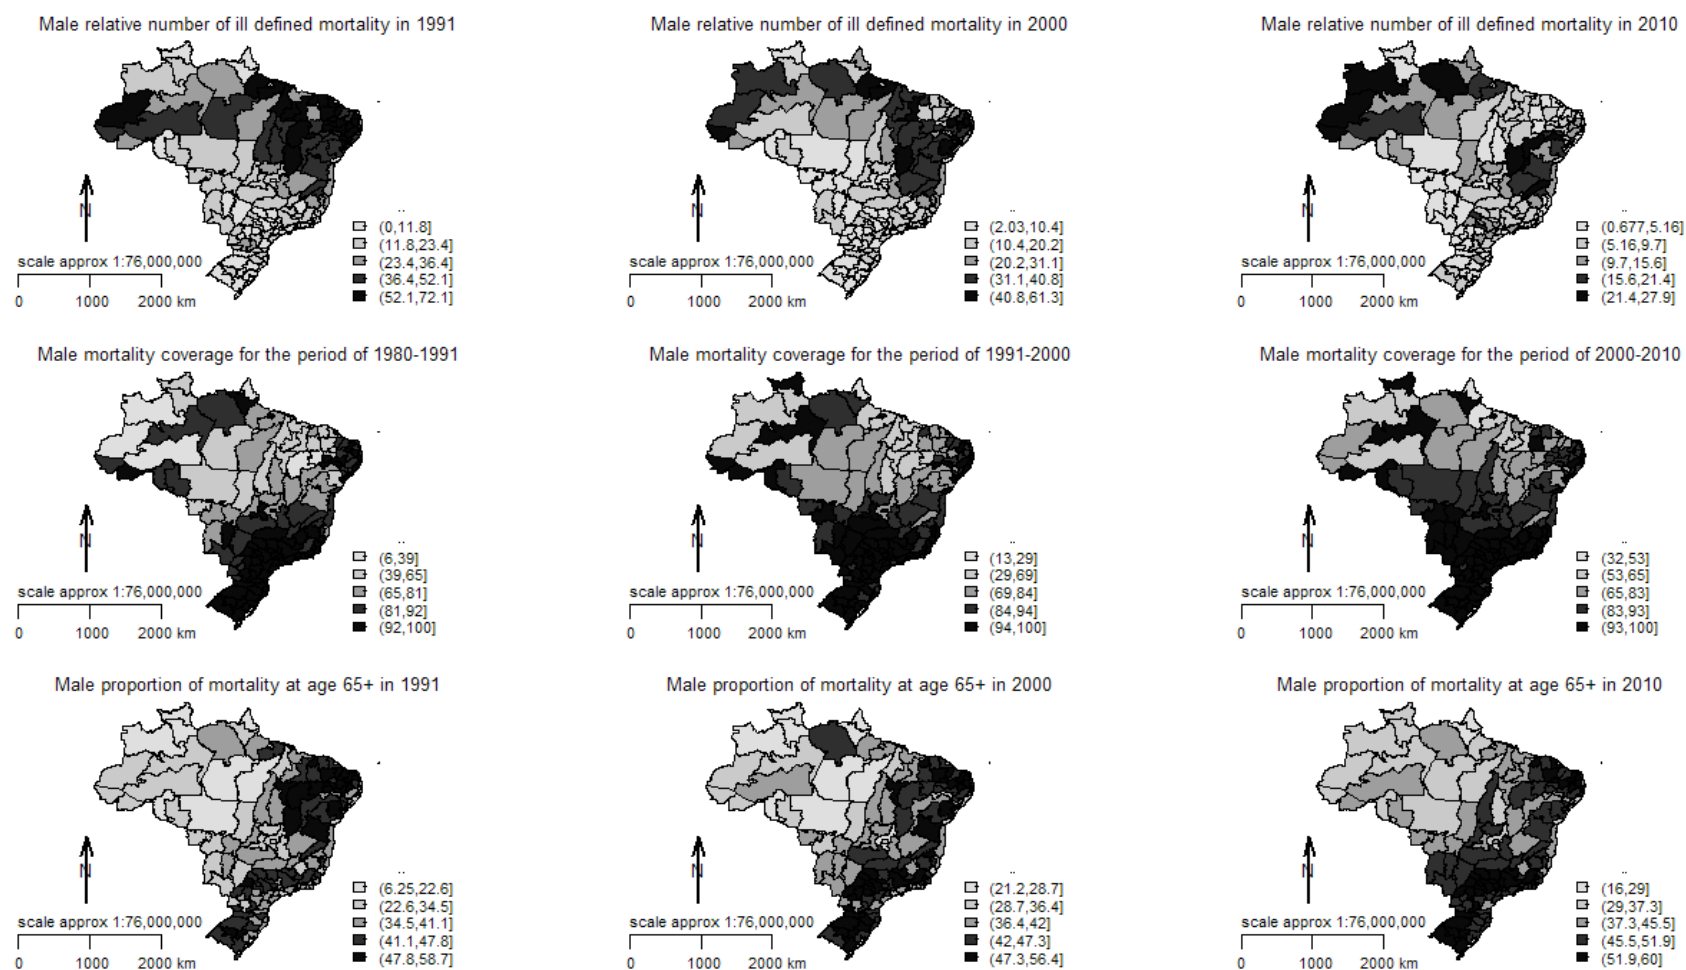 Male relative number of ill defined mortality in 1991
N
(0,11.8]
(11.8,23.4]
(23.4,36.4]
(36.4,52.1]
(52.1,72.1]
scale approx 1:76,000,000
0 1000 2000 km
Male relative number of ill defined mortality in 2000
N
(2.03,10.4]
(10.4,20.2]
(20.2,31.1]
(31.1,40.8]
(40.8,61.3]
scale approx 1:76,000,000
0 1000 2000 km
Male relative number of ill defined mortality in 2010
N
(0.677,5.16]
(5.16,9.7]
(9.7,15.6]
(15.6,21.4]
(21.4,27.9]
scale approx 1:76,000,000
0 1000 2000 km
Male mortality coverage for the period of 1980-1991
N
(6,39]
(39,65]
(65,81]
(81,92]
(92,100]
scale approx 1:76,000,000
0 1000 2000 km
Male mortality coverage for the period of 1991-2000
N
(13,29]
(29,69]
(69,84]
(84,94]
(94,100]
scale approx 1:76,000,000
0 1000 2000 km
Male mortality coverage for the period of 2000-2010
N
(32,53]
(53,65]
(65,83]
(83,93]
(93,100]
scale approx 1:76,000,000
0 1000 2000 km
Male proportion of mortality at age 65+ in 1991
N
(6.25,22.6]
(22.6,34.5]
(34.5,41.1]
(41.1,47.8]
(47.8,58.7]
scale approx 1:76,000,000
0 1000 2000 km
Male proportion of mortality at age 65+ in 2000
N
(21.2,28.7]
(28.7,36.4]
(36.4,42]
(42,47.3]
(47.3,56.4]
scale approx 1:76,000,000
0 1000 2000 km
Male proportion of mortality at age 65+ in 2010
N
(16,29]
(29,37.3]
(37.3,45.5]
(45.5,51.9]
(51.9,60]
scale approx 1:76,000,000
0 1000 2000 km